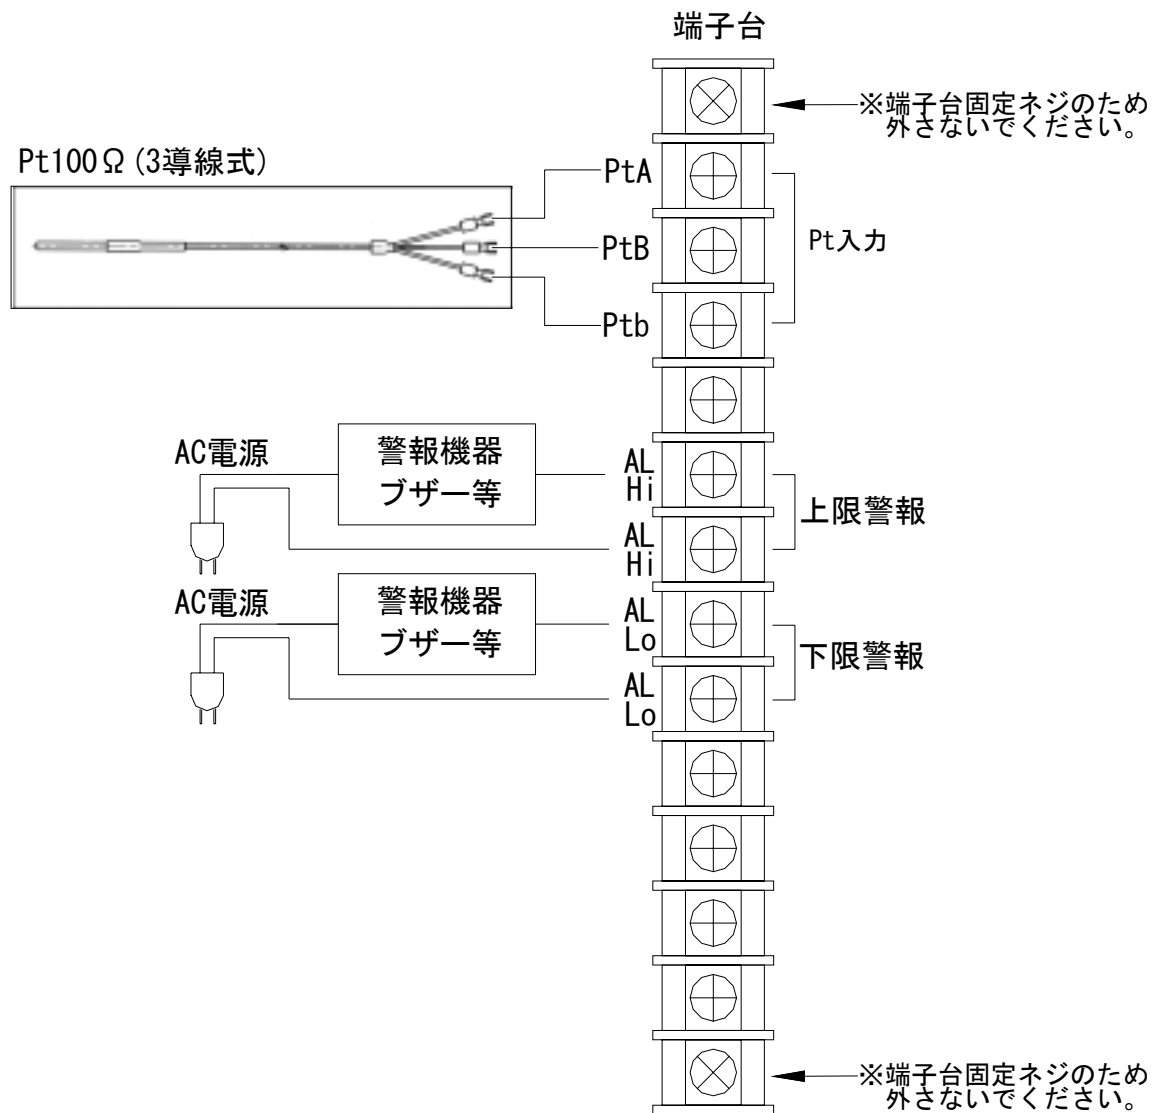 端子台
※端子台固定ネジのため
外さないでください。
Pt100Ω(3導線式)
PtA
PtB
Pt入力
Ptb
AC電源
警報機器
ブザー等
AL
Hi
上限警報
AL
Hi
AC電源
警報機器
ブザー等
AL
Lo
下限警報
AL
Lo
※端子台固定ネジのため
外さないでください。